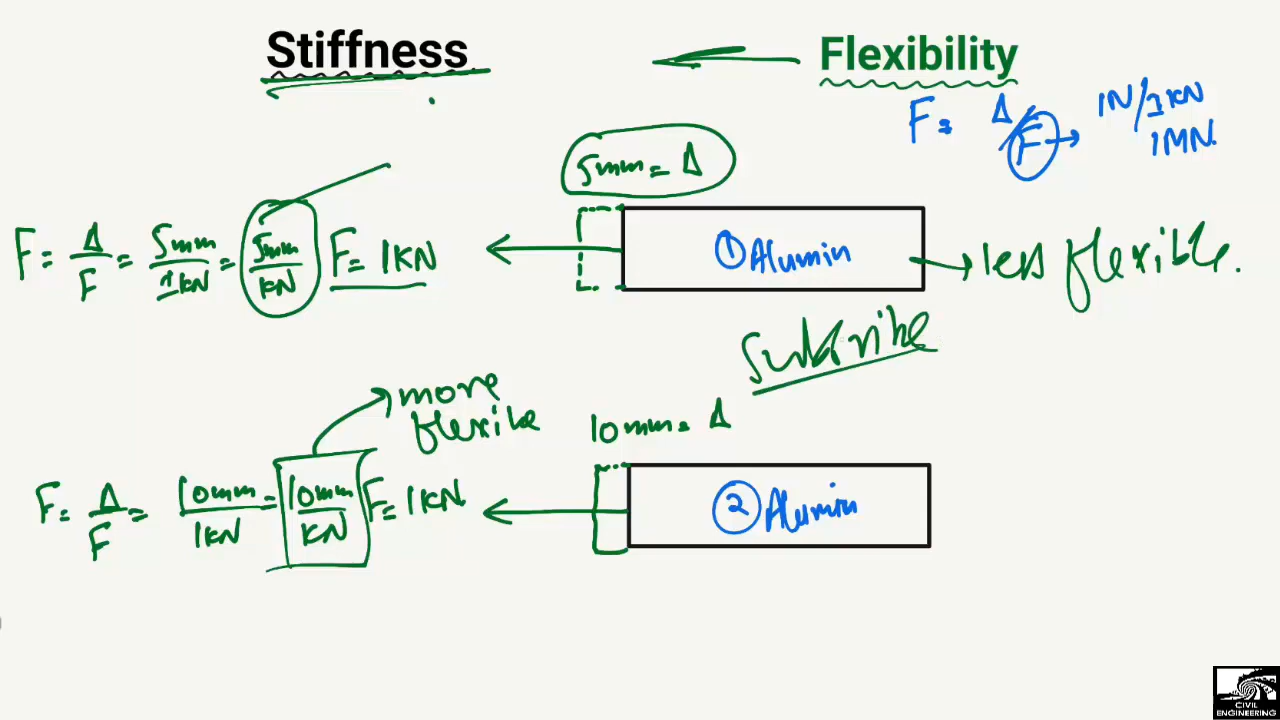 Stiffness
Flexibility
F = Δ/F → 1N/1KN
1MN.
5mm = Δ
F = Δ/F = 5mm/1KN = 5mm/KN
F = 1KN
① Alumin
less flexible.
Subscribe
more
flexible
10mm = Δ
F = Δ/F = 10mm/1KN = 10mm/KN
F = 1KN
② Alumin
CIVIL
ENGINEERING